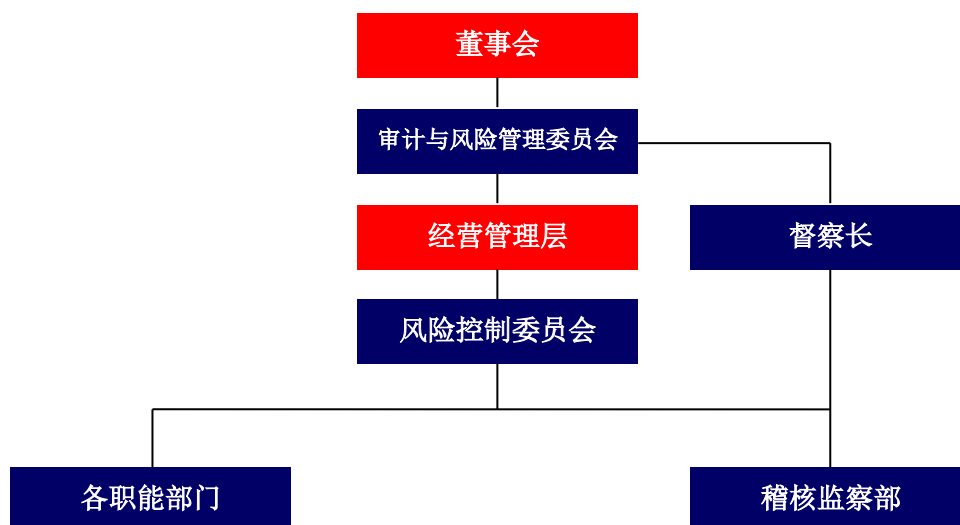 董事会
审计与风险管理委员会
经营管理层
督察长
风险控制委员会
各职能部门
稽核监察部